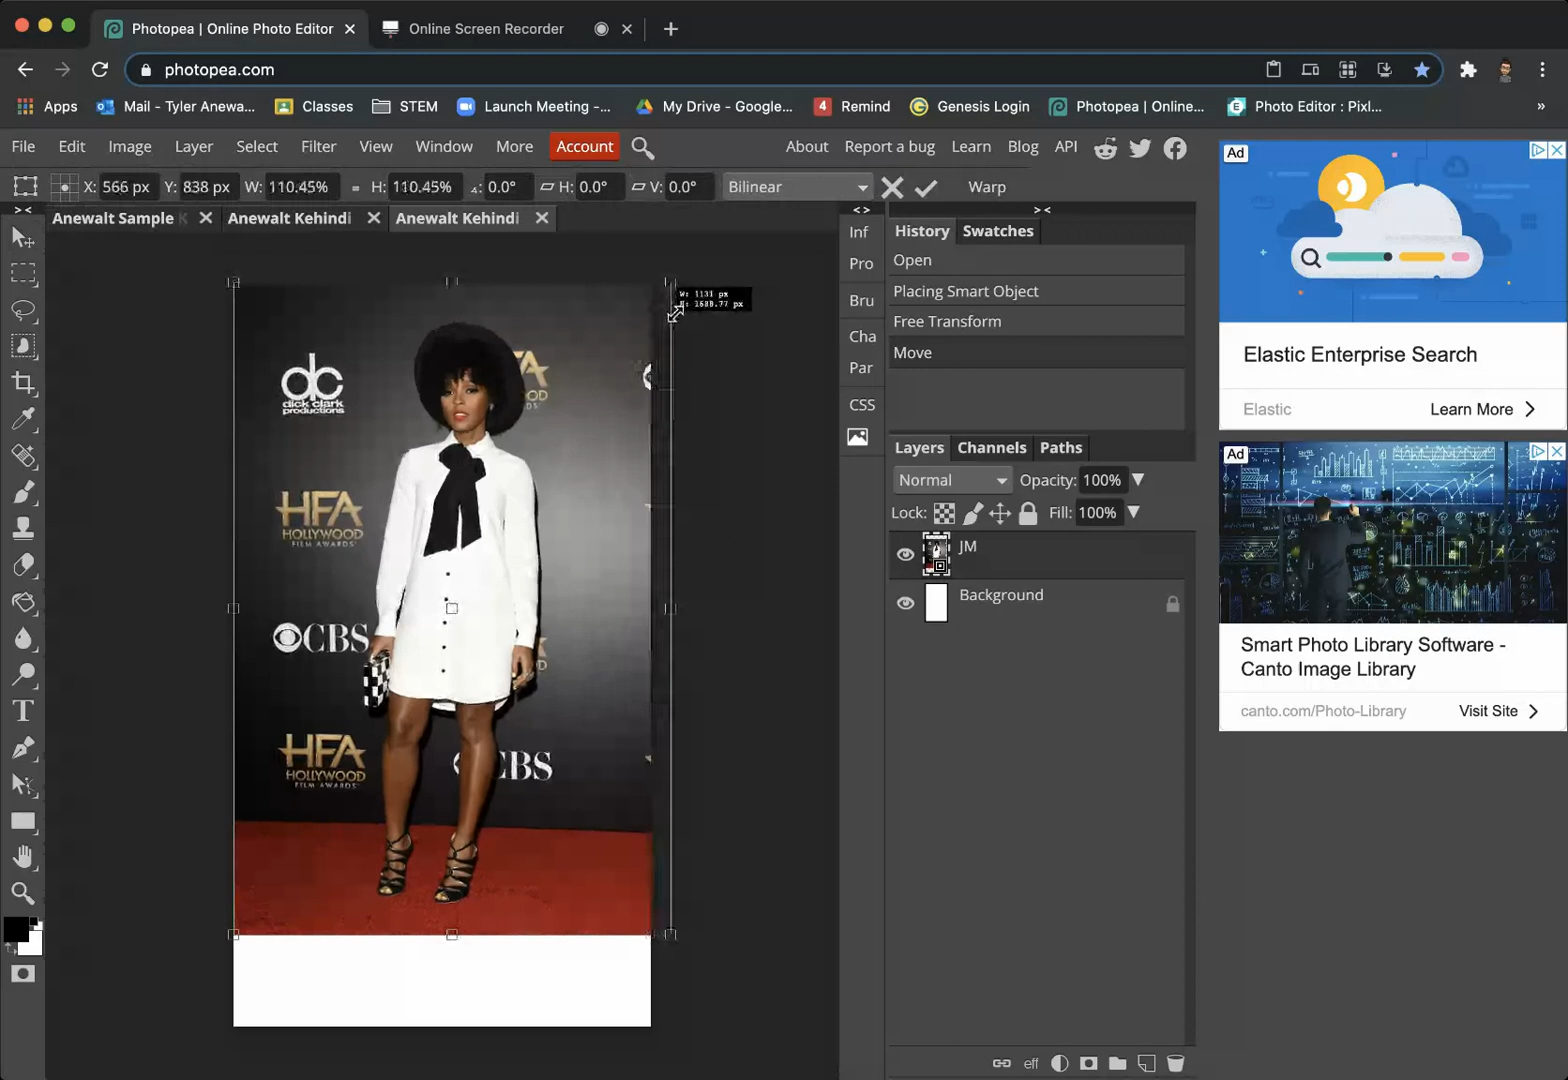 Photopea | Online Photo Editor
Online Screen Recorder
photopea.com
Apps
Mail - Tyler Anewa...
Classes
STEM
Launch Meeting -...
My Drive - Google...
Remind
Genesis Login
Photopea | Online...
Photo Editor : Pixl...
»
File Edit Image Layer Select Filter View Window More Account
About Report a bug Learn Blog API
X: 566 px Y: 838 px W: 110.45% = H: 110.45% ⊿: 0.0° H: 0.0° V: 0.0° Bilinear Warp
Anewalt Sample
Anewalt Kehindi
Anewalt Kehindi
Inf
Pro
Bru
Cha
Par
CSS
History Swatches
Open
Placing Smart Object
Free Transform
Move
Layers Channels Paths
Normal Opacity: 100%
Lock: Fill: 100%
JM
Background
eff
W: 1131 px
H: 1688.77 px
dc
dick clark
productions
HFA
HOLLYWOOD
FILM AWARDS
CBS
HFA
HOLLYWOOD
FILM AWARDS
Ad
Elastic Enterprise Search
Elastic
Learn More
Ad
Smart Photo Library Software -
Canto Image Library
canto.com/Photo-Library
Visit Site